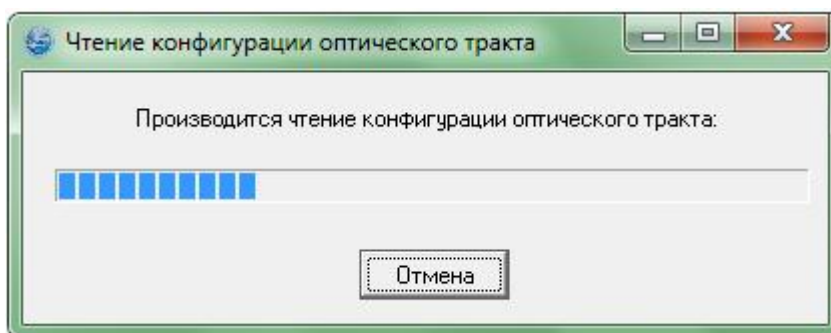 Чтение конфигурации оптического тракта
Производится чтение конфигурации оптического тракта:
Отмена